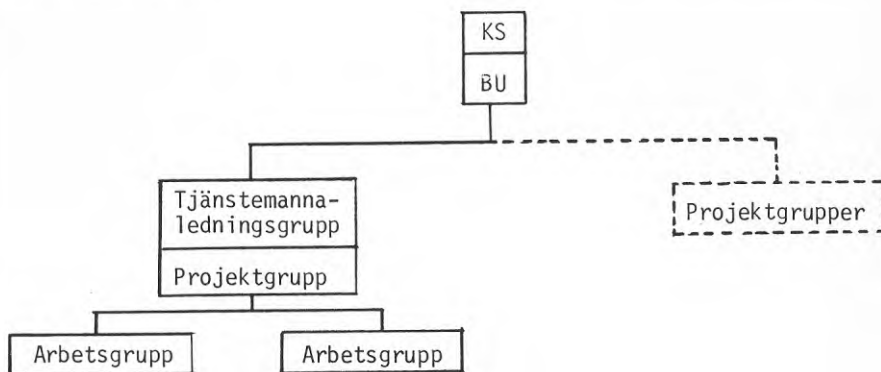 KS
BU
Tjänstemanna-
ledningsgrupp
Projektgrupper
Projektgrupp
Arbetsgrupp
Arbetsgrupp